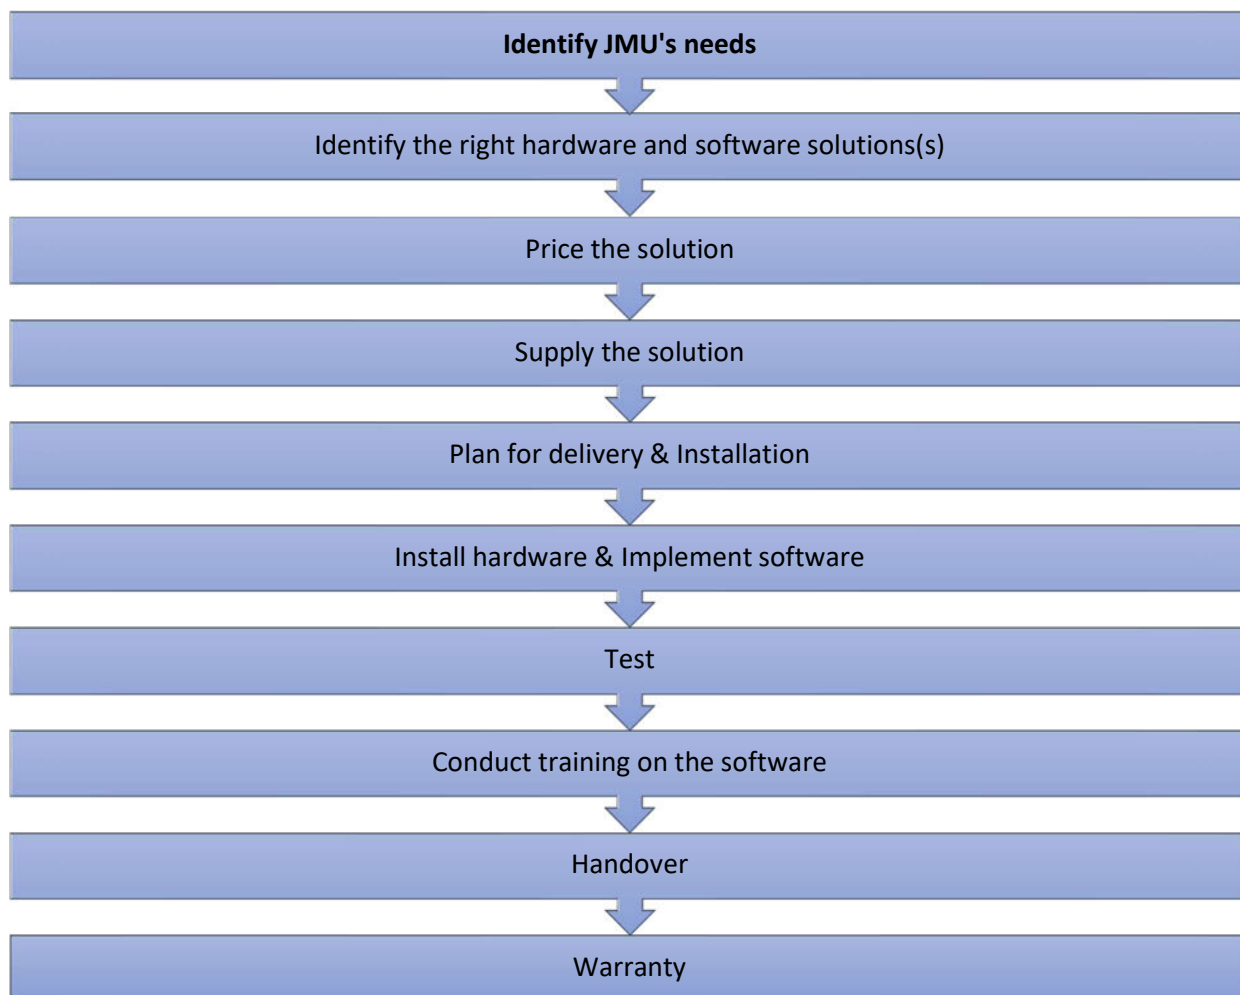 Identify JMU's needs
Identify the right hardware and software solutions(s)
Price the solution
Supply the solution
Plan for delivery & Installation
Install hardware & Implement software
Test
Conduct training on the software
Handover
Warranty